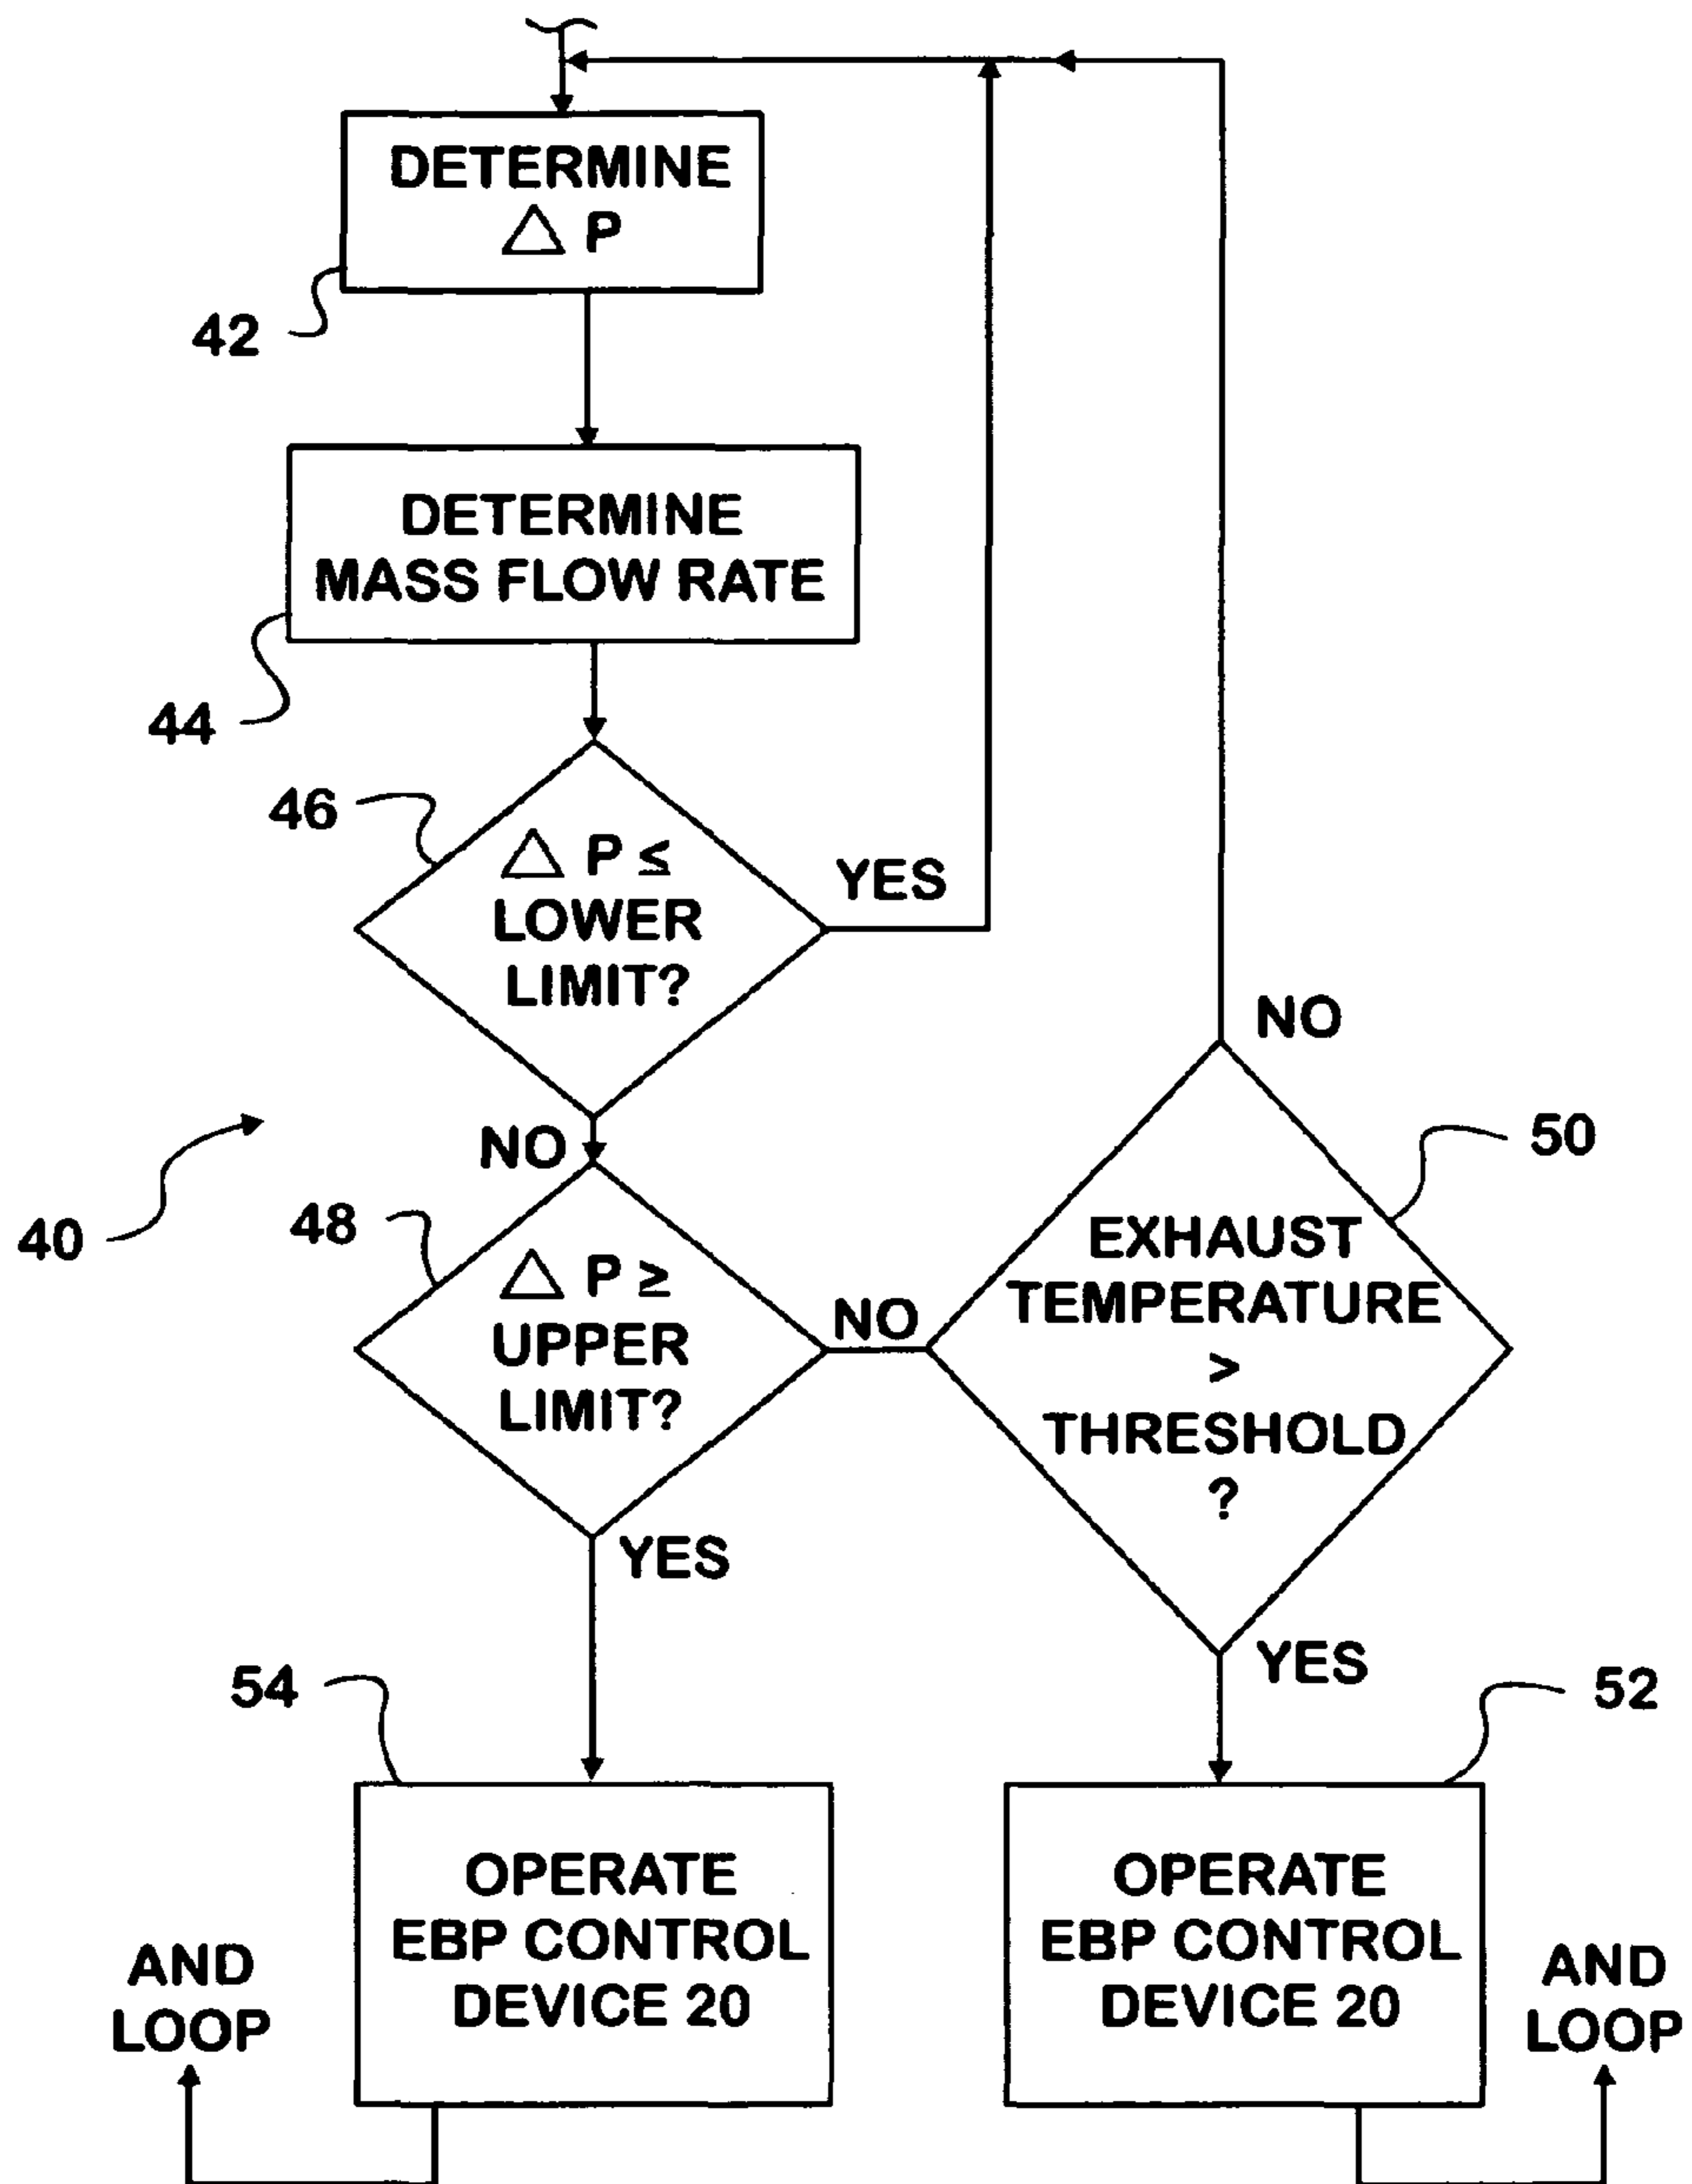 DETERMINE
△ P
42
DETERMINE
MASS FLOW RATE
44
46
△ P ≤
LOWER
LIMIT?
YES
NO
40
48
△ P ≥
UPPER
LIMIT?
NO
YES
NO
50
EXHAUST
TEMPERATURE
>
THRESHOLD
?
YES
54
OPERATE
EBP CONTROL
DEVICE 20
AND
LOOP
52
OPERATE
EBP CONTROL
DEVICE 20
AND
LOOP